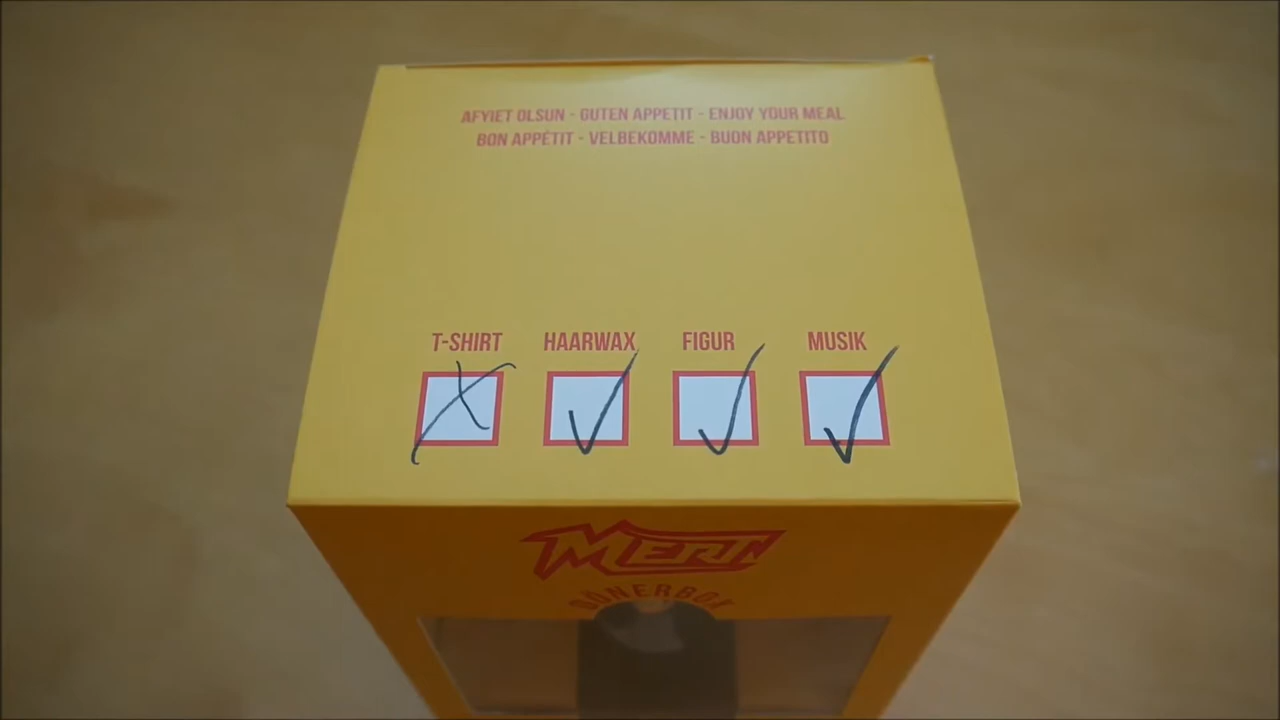 AFYIET OLSUN - GUTEN APPETIT - ENJOY YOUR MEAL
BON APPÉTIT - VELBEKOMME - BUON APPETITO
T-SHIRT HAARWAX FIGUR MUSIK
MERT
DÖNERBOX